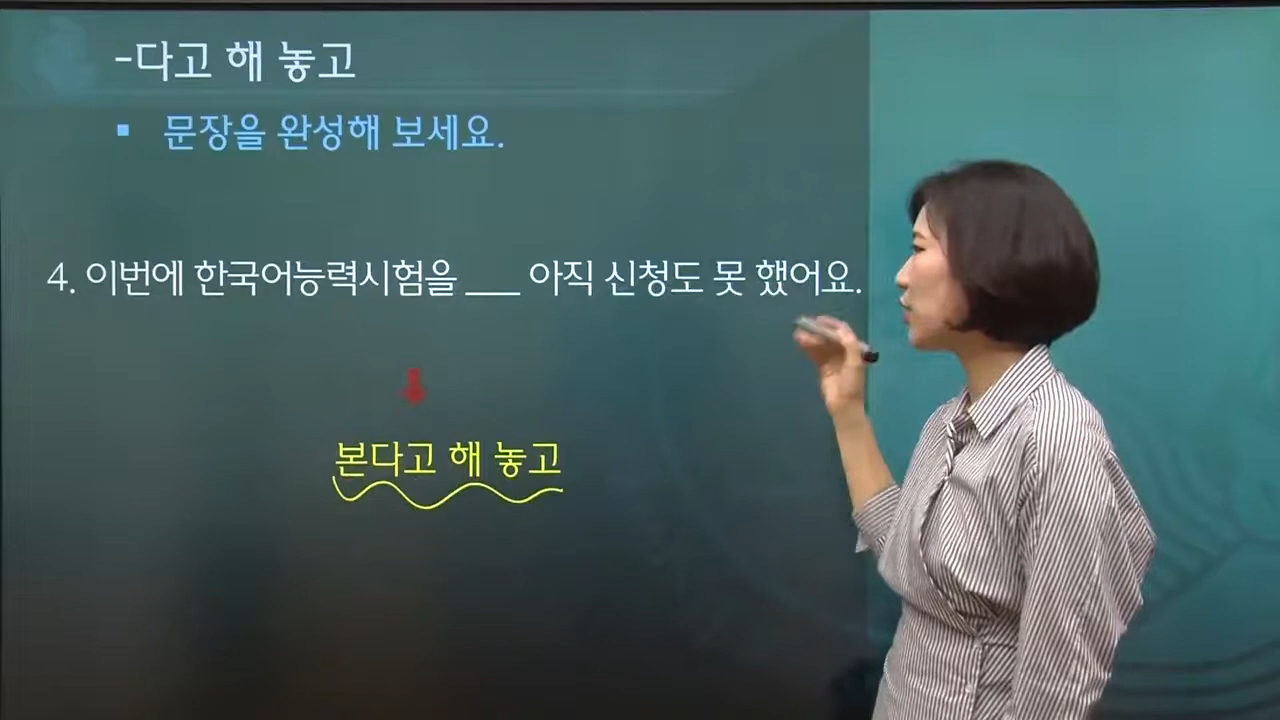 -다고 해 놓고
▪ 문장을 완성해 보세요.
4. 이번에 한국어능력시험을 ___ 아직 신청도 못 했어요.
본다고 해 놓고